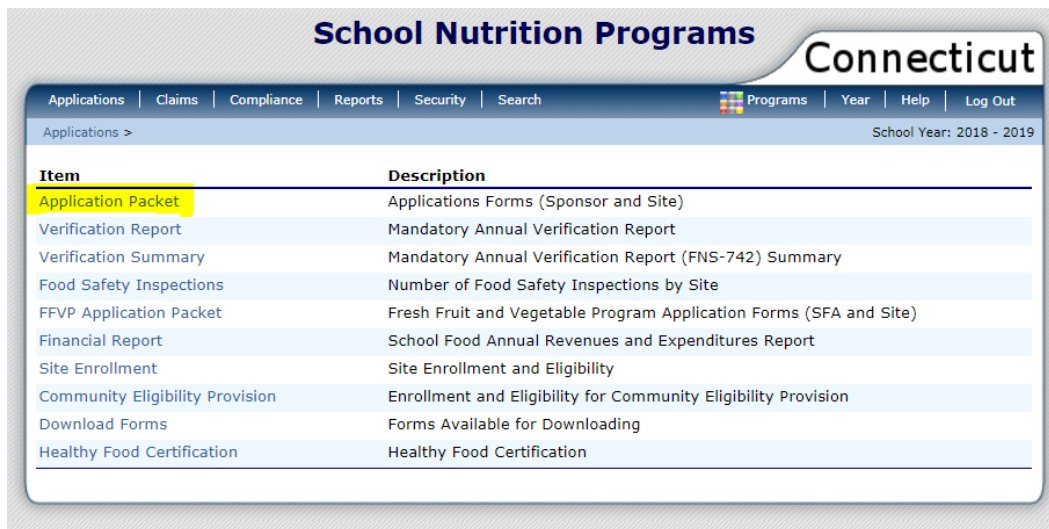 School Nutrition Programs
Connecticut
Applications | Claims | Compliance | Reports | Security | Search Programs | Year | Help | Log Out
Applications > School Year: 2018 - 2019
Item Description
Application Packet Applications Forms (Sponsor and Site)
Verification Report Mandatory Annual Verification Report
Verification Summary Mandatory Annual Verification Report (FNS-742) Summary
Food Safety Inspections Number of Food Safety Inspections by Site
FFVP Application Packet Fresh Fruit and Vegetable Program Application Forms (SFA and Site)
Financial Report School Food Annual Revenues and Expenditures Report
Site Enrollment Site Enrollment and Eligibility
Community Eligibility Provision Enrollment and Eligibility for Community Eligibility Provision
Download Forms Forms Available for Downloading
Healthy Food Certification Healthy Food Certification